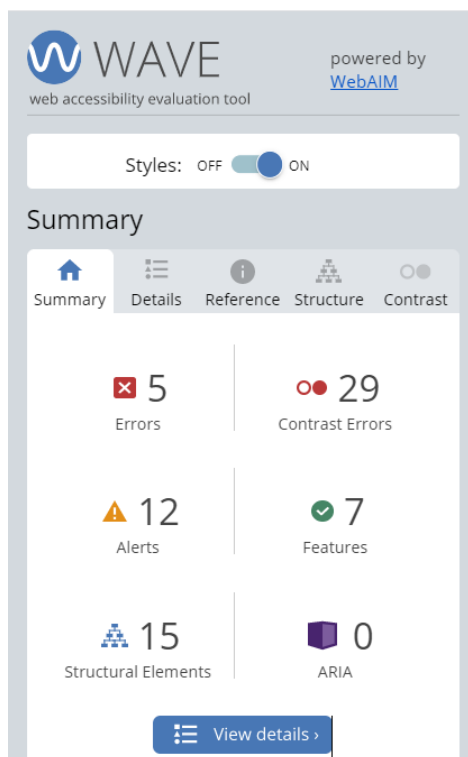 WAVE
web accessibility evaluation tool
powered by
WebAIM
Styles: OFF ON
Summary
Summary Details Reference Structure Contrast
5 29
Errors Contrast Errors
12 7
Alerts Features
15 0
Structural Elements ARIA
View details ›